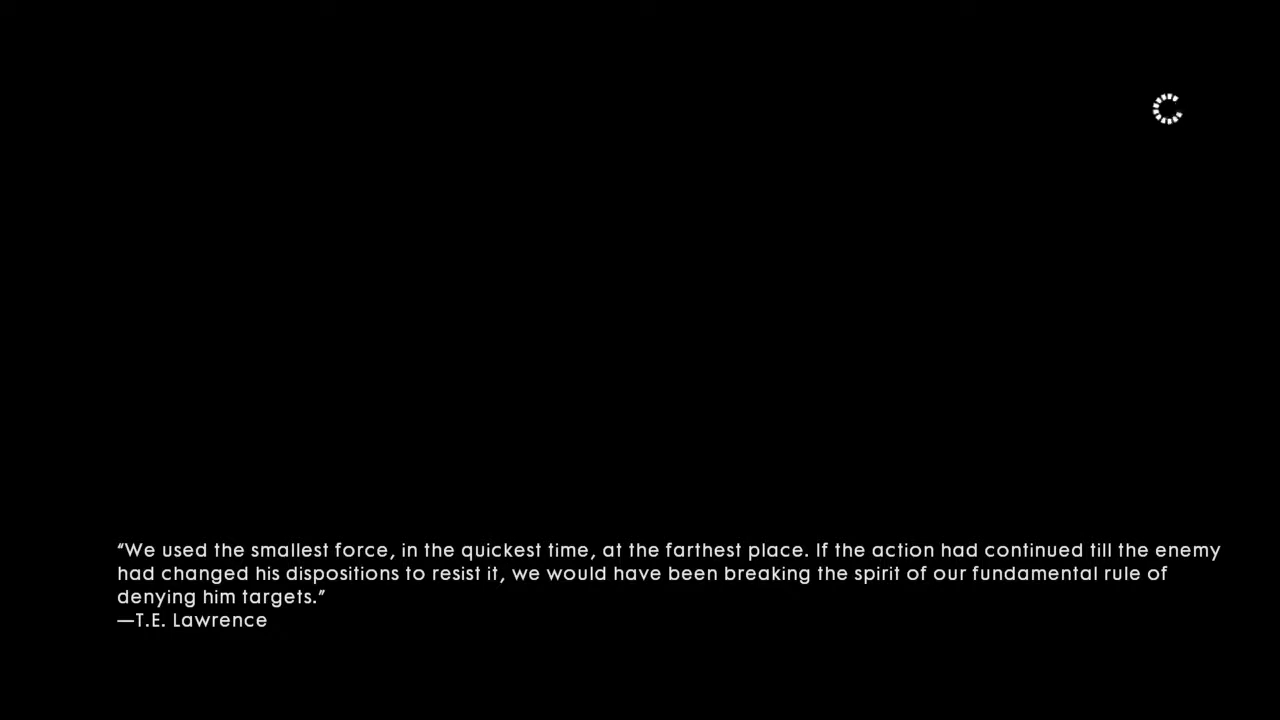 “We used the smallest force, in the quickest time, at the farthest place. If the action had continued till the enemy
had changed his dispositions to resist it, we would have been breaking the spirit of our fundamental rule of
denying him targets.”
—T.E. Lawrence